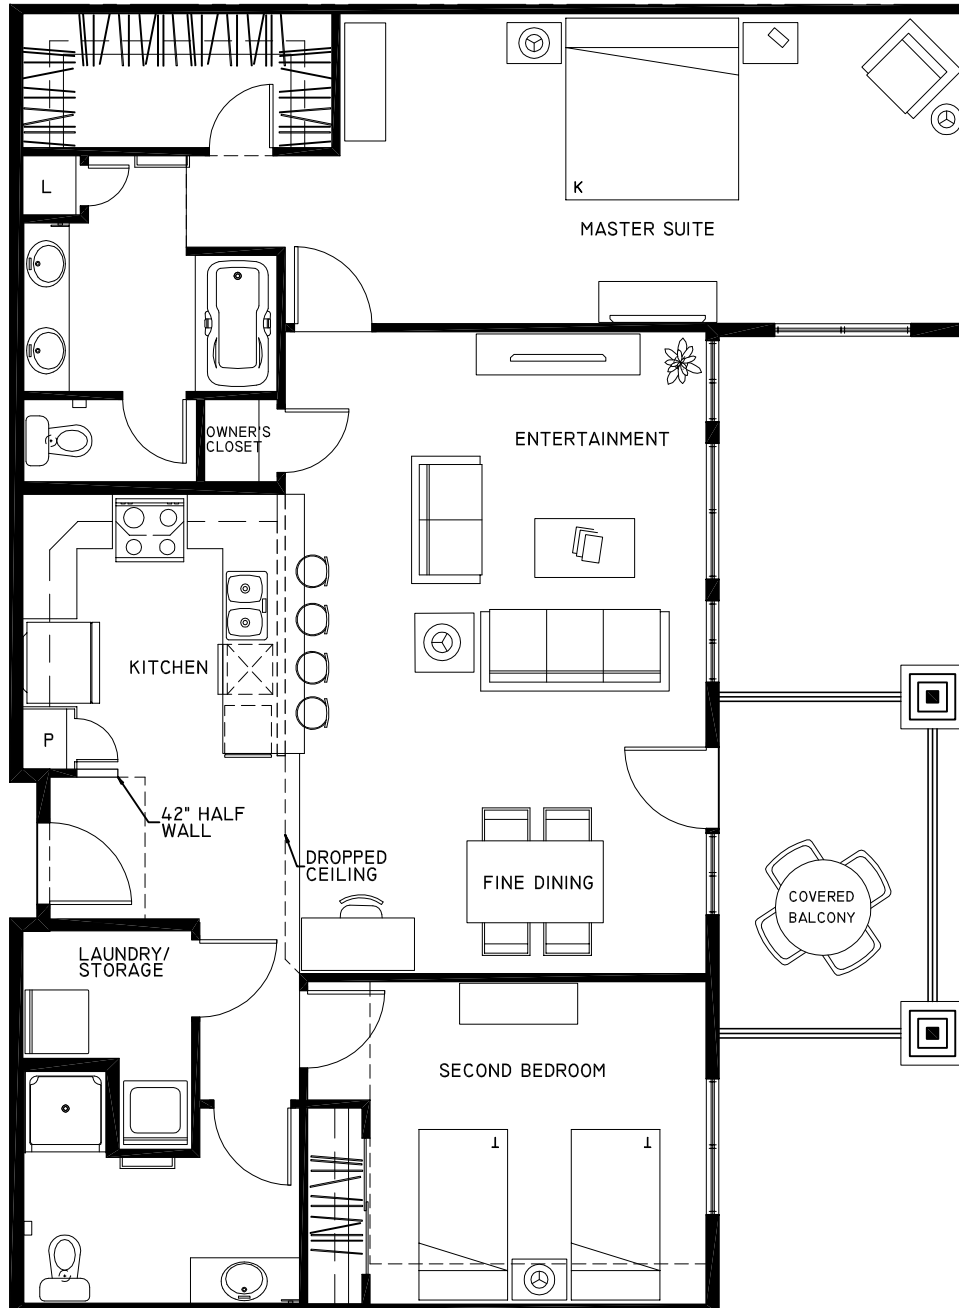 L
K
MASTER SUITE
OWNER'S
CLOSET
ENTERTAINMENT
KITCHEN
P
42" HALF
WALL
DROPPED
CEILING
FINE DINING
COVERED
BALCONY
LAUNDRY/
STORAGE
SECOND BEDROOM
T
T